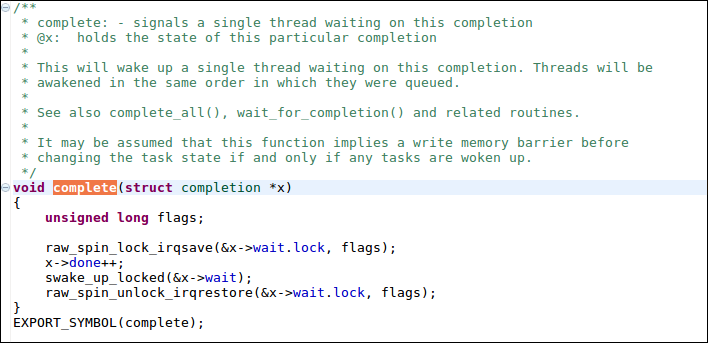 /**
 * complete: - signals a single thread waiting on this completion
 * @x:  holds the state of this particular completion
 *
 * This will wake up a single thread waiting on this completion. Threads will be
 * awakened in the same order in which they were queued.
 *
 * See also complete_all(), wait_for_completion() and related routines.
 *
 * It may be assumed that this function implies a write memory barrier before
 * changing the task state if and only if any tasks are woken up.
 */
void complete(struct completion *x)
{
    unsigned long flags;

    raw_spin_lock_irqsave(&x->wait.lock, flags);
    x->done++;
    swake_up_locked(&x->wait);
    raw_spin_unlock_irqrestore(&x->wait.lock, flags);
}
EXPORT_SYMBOL(complete);